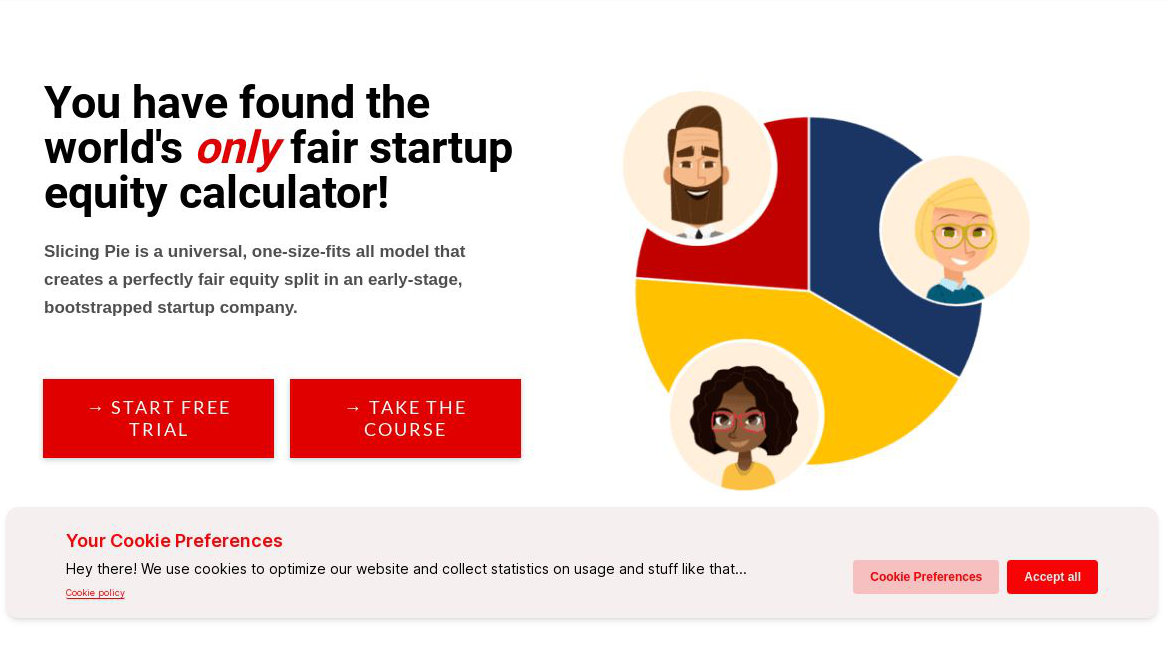 You have found the
world's only fair startup
equity calculator!
Slicing Pie is a universal, one-size-fits all model that
creates a perfectly fair equity split in an early-stage,
bootstrapped startup company.
→ START FREE
TRIAL
→ TAKE THE
COURSE
Your Cookie Preferences
Hey there! We use cookies to optimize our website and collect statistics on usage and stuff like that...
Cookie policy
Cookie Preferences
Accept all